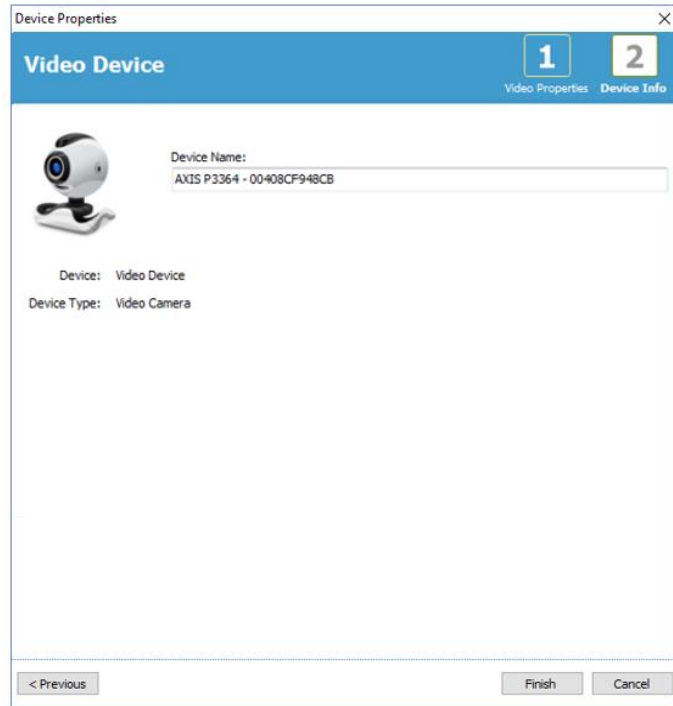 Device Properties
Video Device
1
Video Properties
2
Device Info
Device Name:
AXIS P3364 - 00408CF948CB
Device: Video Device
Device Type: Video Camera
< Previous
Finish
Cancel